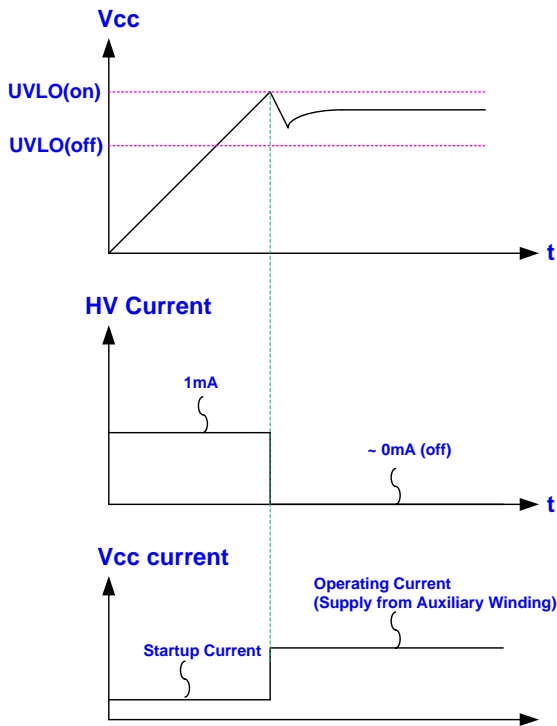 Vcc
UVLO(on)
UVLO(off)
t
HV Current
1mA
~ 0mA (off)
t
Vcc current
Operating Current
(Supply from Auxiliary Winding)
Startup Current